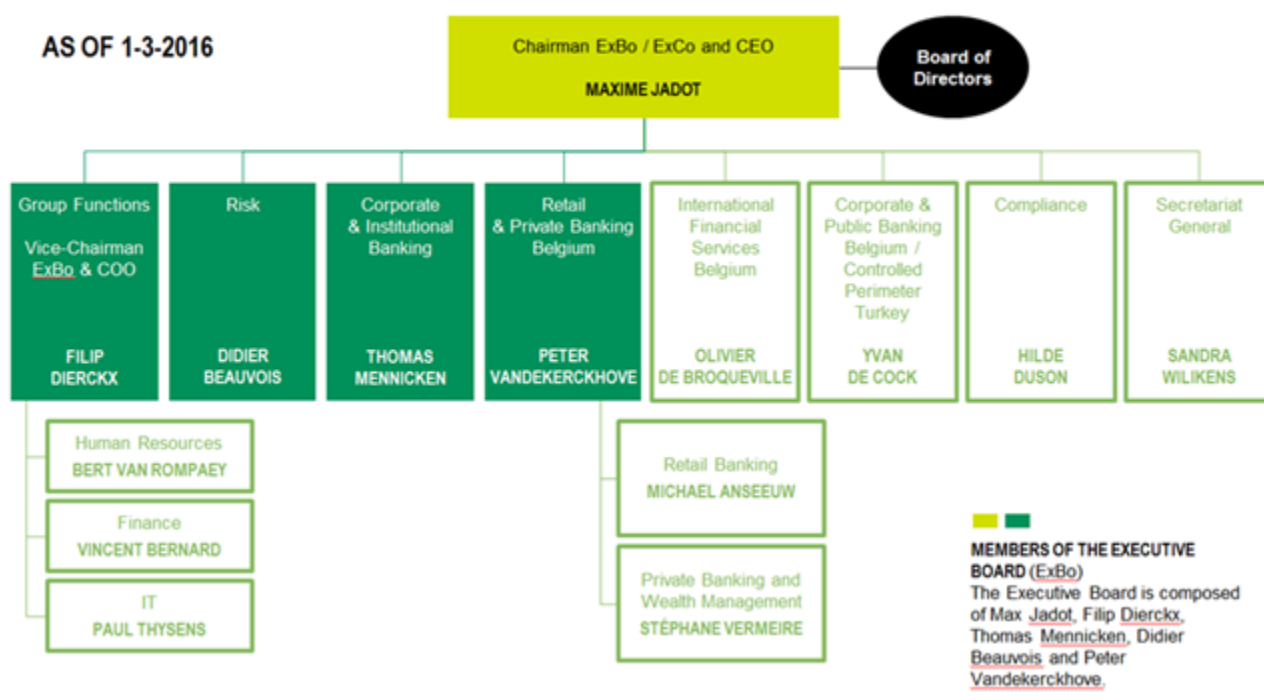 AS OF 1-3-2016
Chairman ExBo / ExCo and CEO
MAXIME JADOT
Board of
Directors
Group Functions
Vice-Chairman
ExBo & COO
FILIP
DIERCKX
Risk
DIDIER
BEAUVOIS
Corporate
& Institutional
Banking
THOMAS
MENNICKEN
Retail
& Private Banking
Belgium
PETER
VANDEKERCKHOVE
International
Financial
Services
Belgium
OLIVIER
DE BROQUEVILLE
Corporate &
Public Banking
Belgium /
Controlled
Perimeter
Turkey
YVAN
DE COCK
Compliance
HILDE
DUSON
Secretariat
General
SANDRA
WILIKENS
Human Resources
BERT VAN ROMPAEY
Finance
VINCENT BERNARD
IT
PAUL THYSENS
Retail Banking
MICHAEL ANSEEUW
Private Banking and
Wealth Management
STÉPHANE VERMEIRE
MEMBERS OF THE EXECUTIVE
BOARD (ExBo)
The Executive Board is composed
of Max Jadot, Filip Dierckx,
Thomas Mennicken, Didier
Beauvois and Peter
Vandekerckhove.